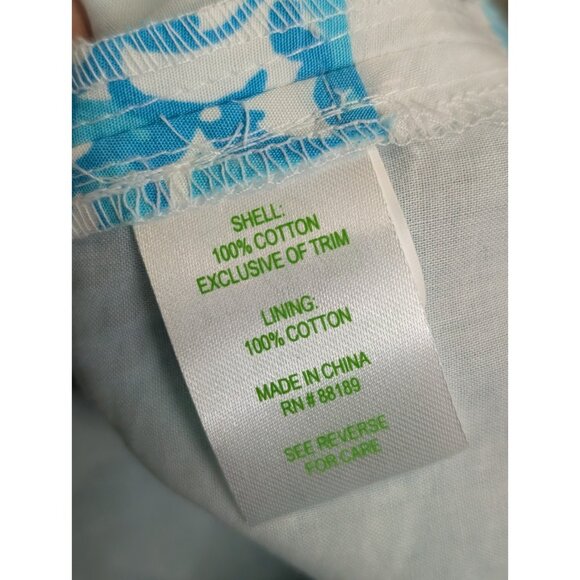 SHELL:
100% COTTON
EXCLUSIVE OF TRIM
LINING:
100% COTTON
MADE IN CHINA
RN # 88189
SEE REVERSE
FOR CARE